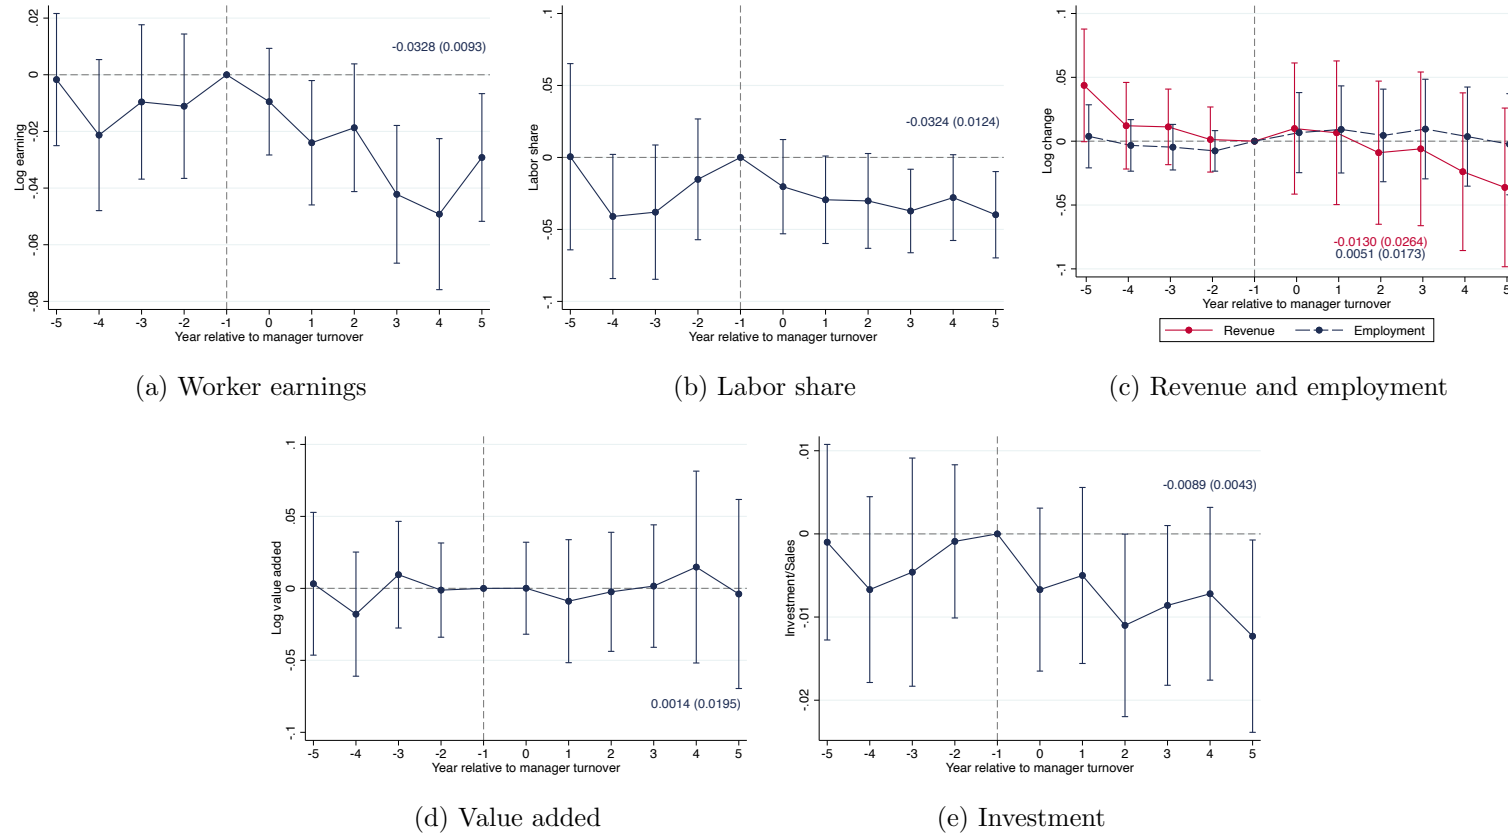 .02
0
-.02
-.04
-.06
-.08
Log earning
-0.0328 (0.0093)
-5 -4 -3 -2 -1 0 1 2 3 4 5
Year relative to manager turnover
(a) Worker earnings
.1
.05
0
-.05
-.1
Labor share
-0.0324 (0.0124)
-5 -4 -3 -2 -1 0 1 2 3 4 5
Year relative to manager turnover
(b) Labor share
.1
.05
0
-.05
-.1
Log change
-0.0130 (0.0264)
0.0051 (0.0173)
-5 -4 -3 -2 -1 0 1 2 3 4 5
Year relative to manager turnover
Revenue Employment
(c) Revenue and employment
.1
.05
0
-.05
-.1
Log value added
0.0014 (0.0195)
-5 -4 -3 -2 -1 0 1 2 3 4 5
Year relative to manager turnover
(d) Value added
.01
0
-.01
-.02
Investment/Sales
-0.0089 (0.0043)
-5 -4 -3 -2 -1 0 1 2 3 4 5
Year relative to manager turnover
(e) Investment